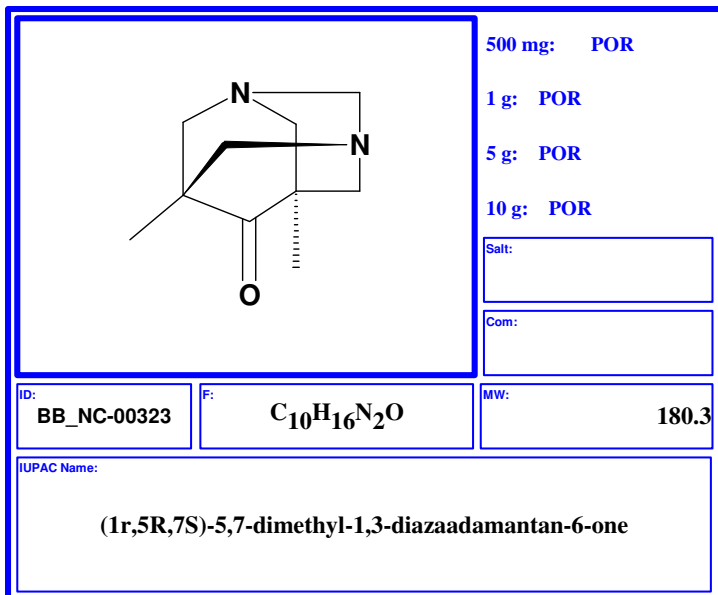 500 mg: POR
1 g: POR
5 g: POR
10 g: POR
N
N
O
Salt:
Com:
ID:
BB_NC-00323
F:
C10H16N2O
MW:
180.3
IUPAC Name:
(1r,5R,7S)-5,7-dimethyl-1,3-diazaadamantan-6-one